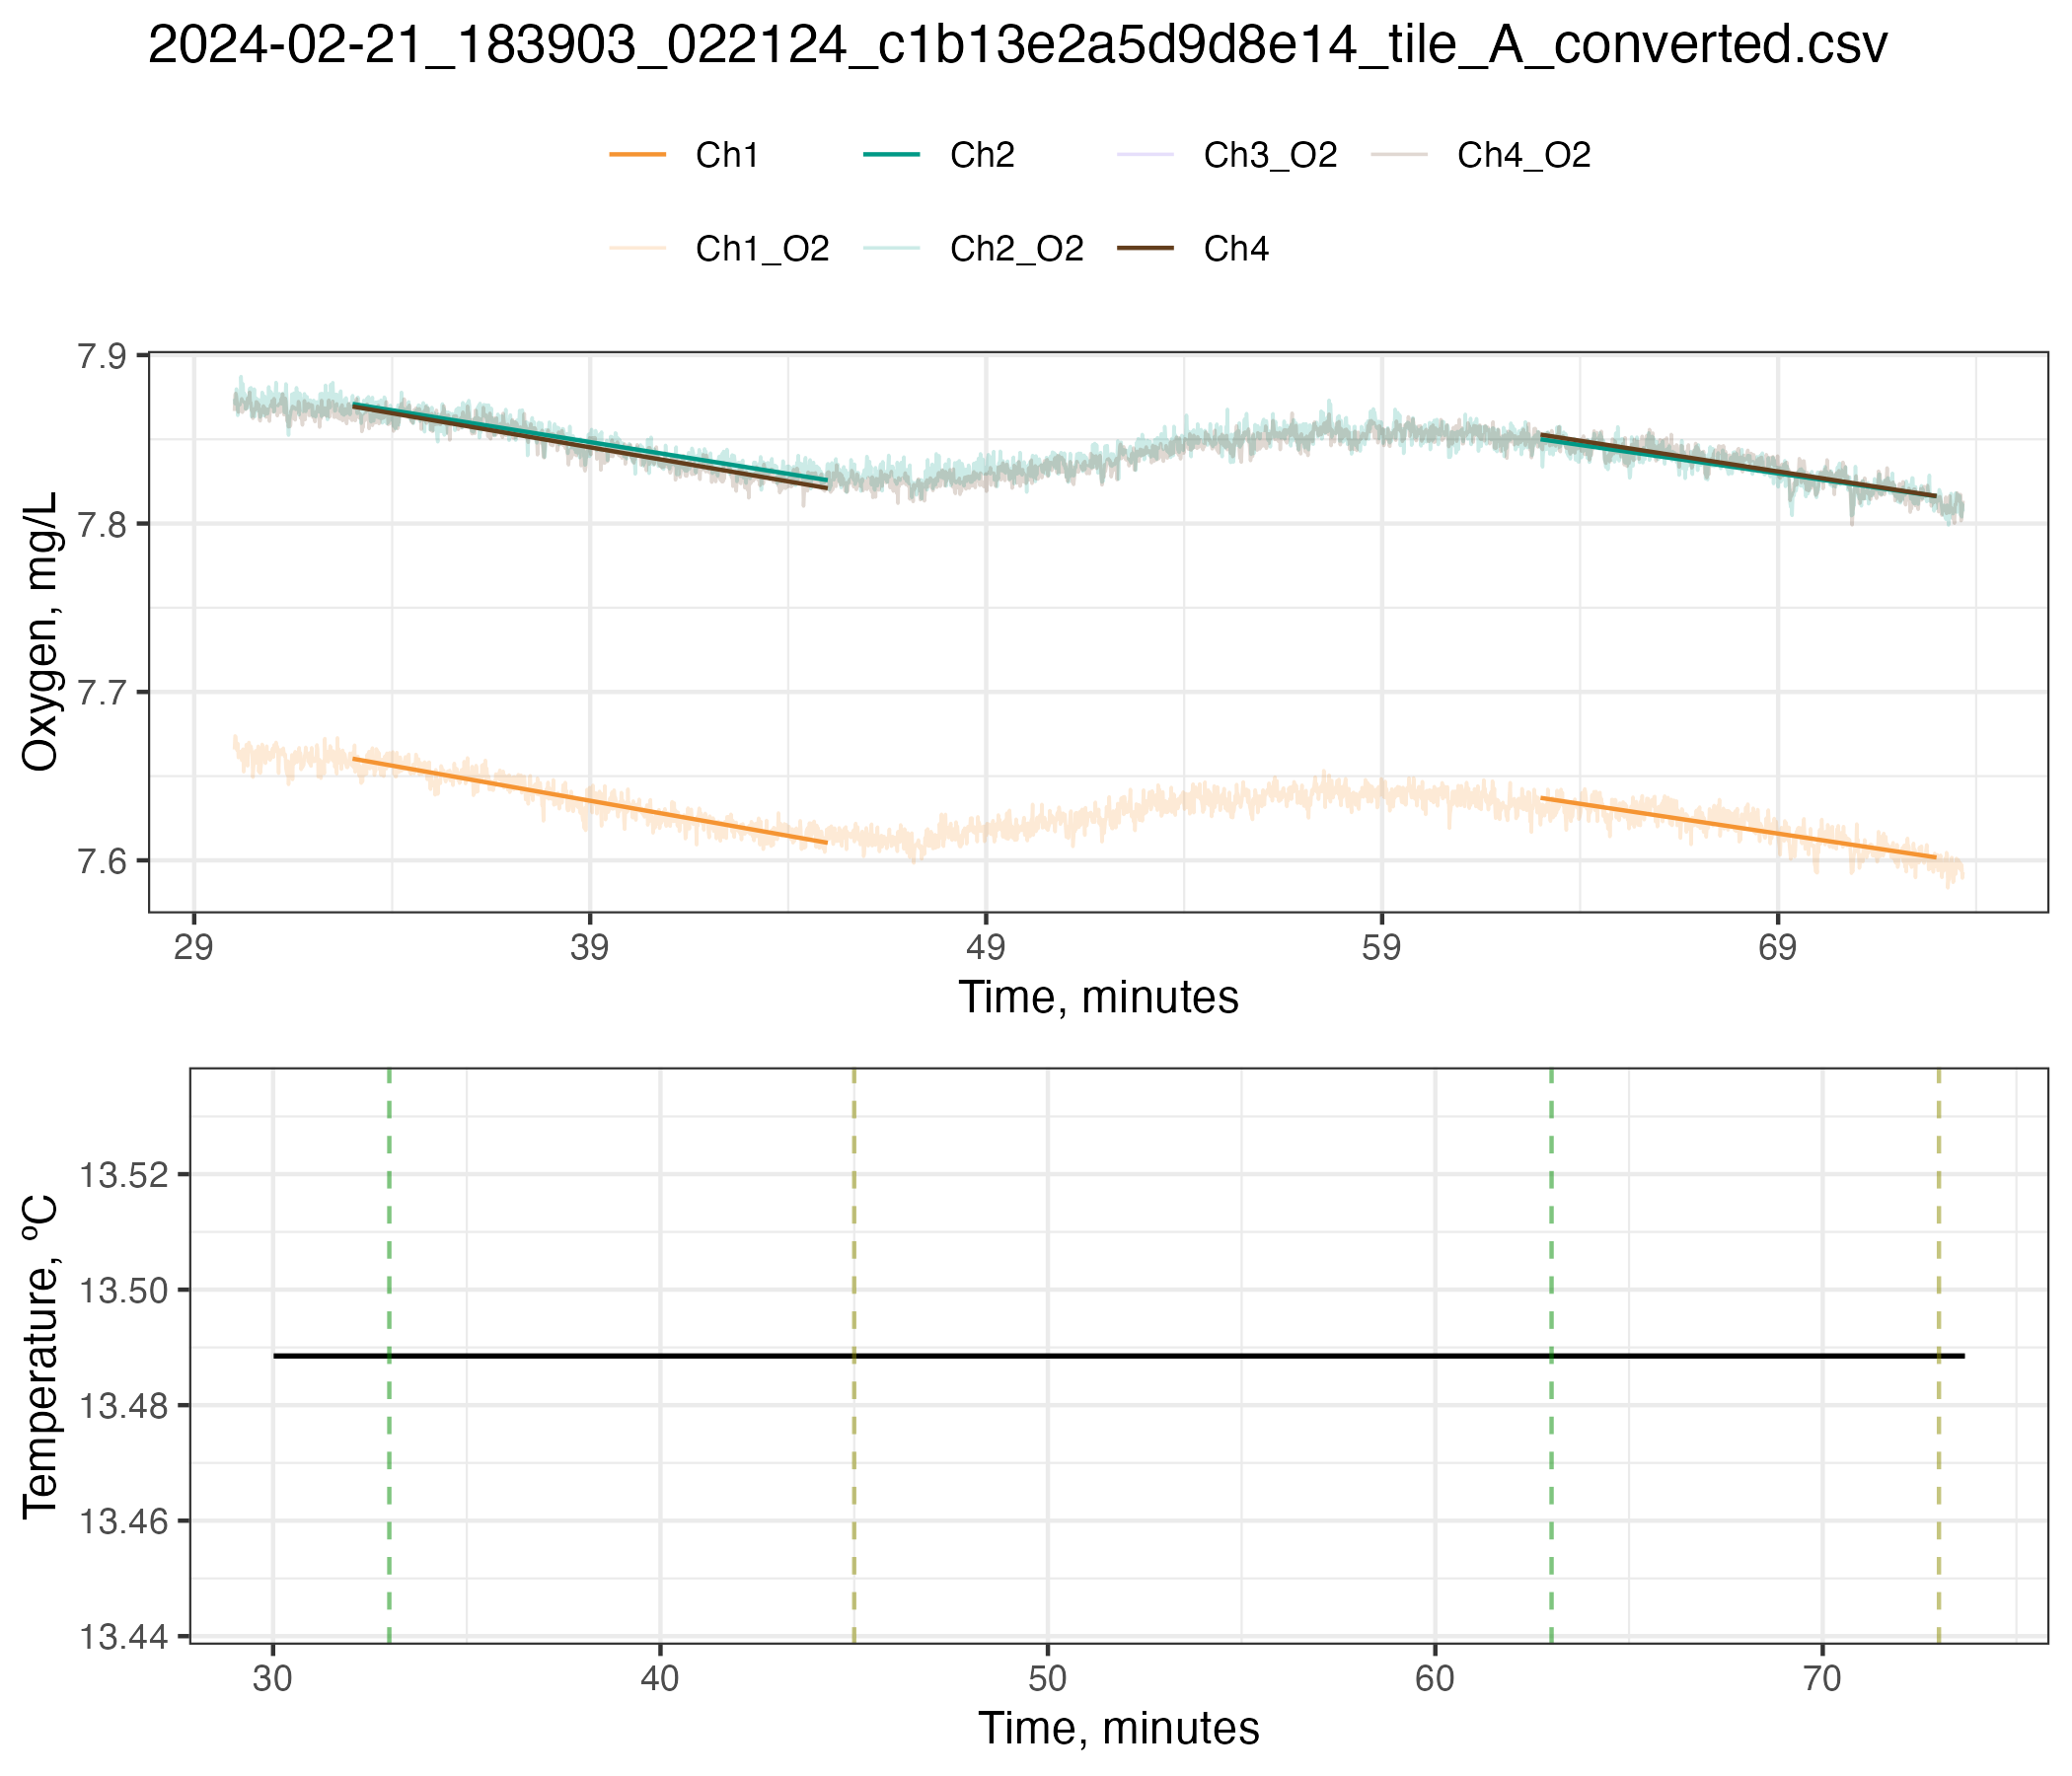 2024-02-21_183903_022124_c1b13e2a5d9d8e14_tile_A_converted.csv
Ch1 Ch2 Ch3_O2 Ch4_O2
Ch1_O2 Ch2_O2 Ch4
Oxygen, mg/L
7.9
7.8
7.7
7.6
29 39 49 59 69
Time, minutes
Temperature, ºC
13.52
13.50
13.48
13.46
13.44
30 40 50 60 70
Time, minutes